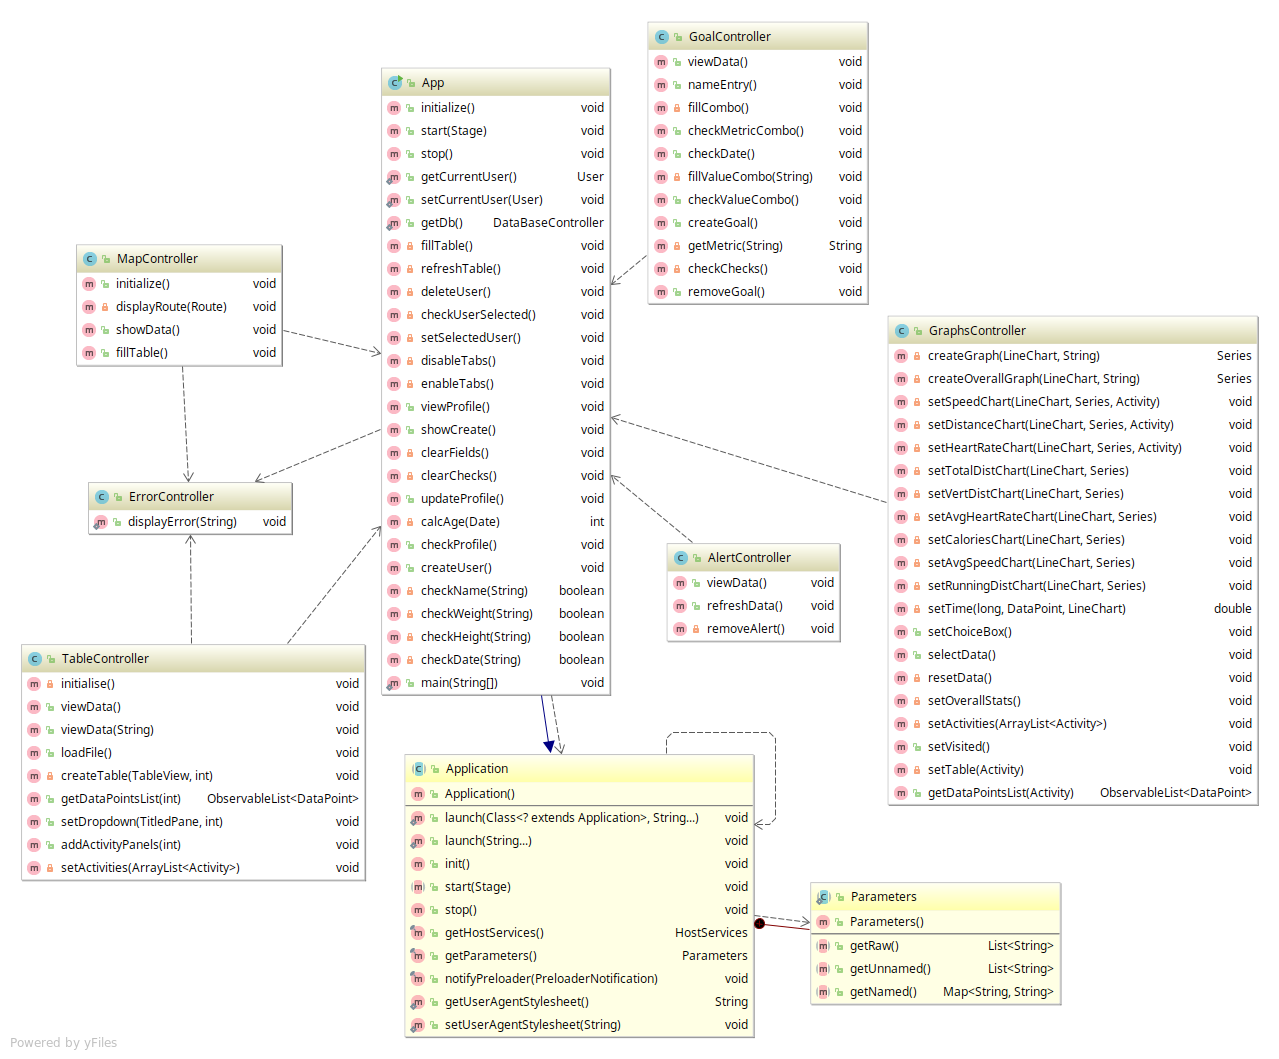 GoalController
viewData() void
nameEntry() void
fillCombo() void
checkMetricCombo() void
checkDate() void
fillValueCombo(String) void
checkValueCombo() void
createGoal() void
getMetric(String) String
checkChecks() void
removeGoal() void
App
initialize() void
start(Stage) void
stop() void
getCurrentUser() User
setCurrentUser(User) void
getDb() DataBaseController
fillTable() void
refreshTable() void
deleteUser() void
checkUserSelected() void
setSelectedUser() void
disableTabs() void
enableTabs() void
viewProfile() void
showCreate() void
clearFields() void
clearChecks() void
updateProfile() void
calcAge(Date) int
checkProfile() void
createUser() void
checkName(String) boolean
checkWeight(String) boolean
checkHeight(String) boolean
checkDate(String) boolean
main(String[]) void
MapController
initialize() void
displayRoute(Route) void
showData() void
fillTable() void
GraphsController
createGraph(LineChart, String) Series
createOverallGraph(LineChart, String) Series
setSpeedChart(LineChart, Series, Activity) void
setDistanceChart(LineChart, Series, Activity) void
setHeartRateChart(LineChart, Series, Activity) void
setTotalDistChart(LineChart, Series) void
setVertDistChart(LineChart, Series) void
setAvgHeartRateChart(LineChart, Series) void
setCaloriesChart(LineChart, Series) void
setAvgSpeedChart(LineChart, Series) void
setRunningDistChart(LineChart, Series) void
setTime(long, DataPoint, LineChart) double
setChoiceBox() void
selectData() void
resetData() void
setOverallStats() void
setActivities(ArrayList<Activity>) void
setVisited() void
setTable(Activity) void
getDataPointsList(Activity) ObservableList<DataPoint>
ErrorController
displayError(String) void
AlertController
viewData() void
refreshData() void
removeAlert() void
TableController
initialise() void
viewData() void
viewData(String) void
loadFile() void
createTable(TableView, int) void
getDataPointsList(int) ObservableList<DataPoint>
setDropdown(TitledPane, int) void
addActivityPanels(int) void
setActivities(ArrayList<Activity>) void
Application
Application()
launch(Class<? extends Application>, String...) void
launch(String...) void
init() void
start(Stage) void
stop() void
getHostServices() HostServices
getParameters() Parameters
notifyPreloader(PreloaderNotification) void
getUserAgentStylesheet() String
setUserAgentStylesheet(String) void
Parameters
Parameters()
getRaw() List<String>
getUnnamed() List<String>
getNamed() Map<String, String>
Powered by yFiles